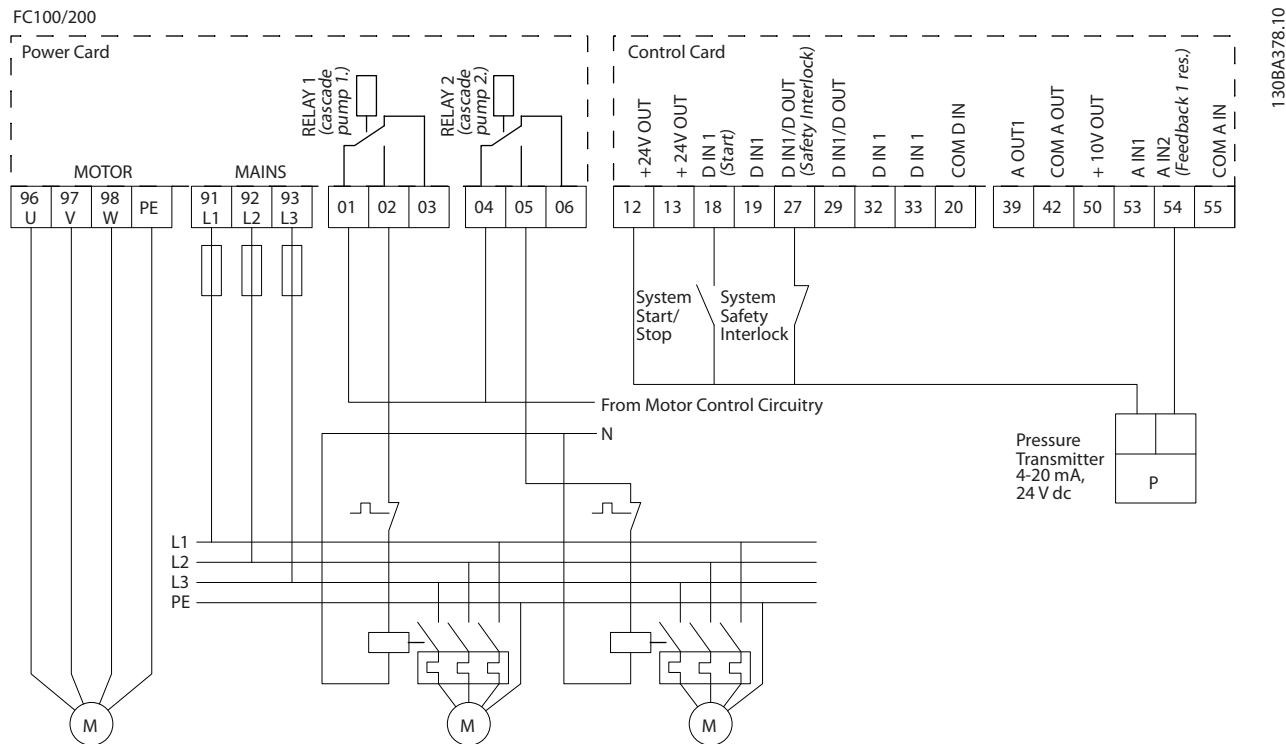 FC100/200
130BA378.10
Power Card
RELAY 1
(cascade
pump 1.)
RELAY 2
(cascade
pump 2.)
MOTOR
MAINS
96
U
97
V
98
W
PE
91
L1
92
L2
93
L3
01
02
03
04
05
06
Control Card
+24V OUT
+ 24V OUT
D IN 1
(Start)
D IN1
D IN1/D OUT
(Safety Interlock)
D IN1/D OUT
D IN 1
D IN 1
COM D IN
A OUT1
COM A OUT
+ 10V OUT
A IN1
A IN2
(Feedback 1 res.)
COM A IN
12
13
18
19
27
29
32
33
20
39
42
50
53
54
55
System
Start/
Stop
System
Safety
Interlock
From Motor Control Circuitry
N
Pressure
Transmitter
4-20 mA,
24 V dc
P
L1
L2
L3
PE
M
M
M